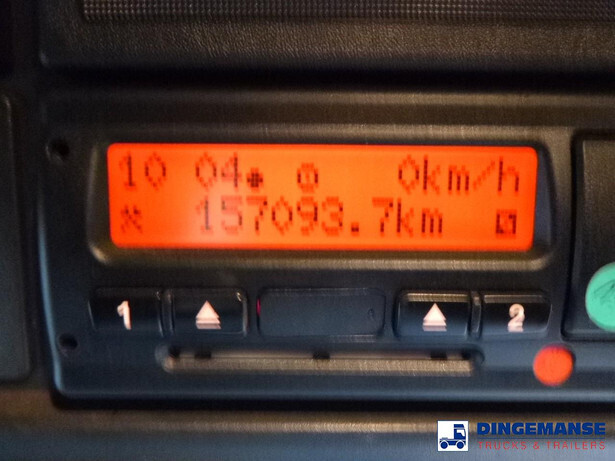 10 04 0km/h
157093.7km
1 2
DINGEMANSE
TRUCKS & TRAILERS